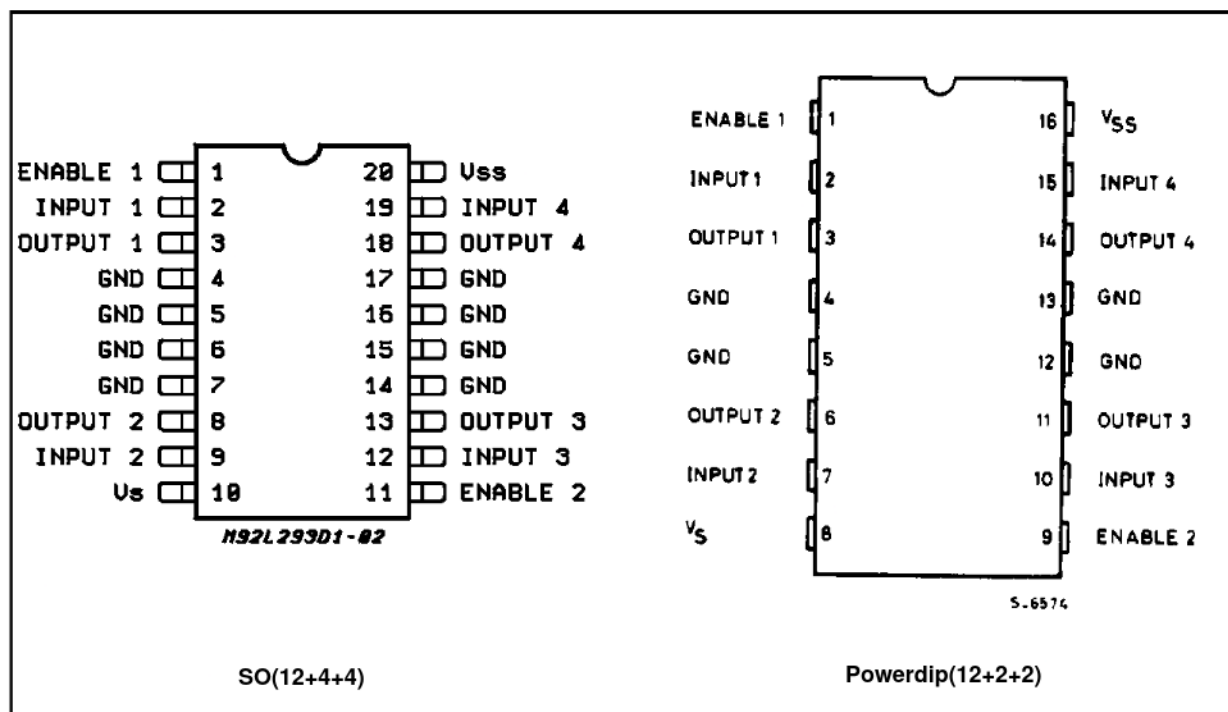 ENABLE 1 1 20 Vss
INPUT 1 2 19 INPUT 4
OUTPUT 1 3 18 OUTPUT 4
GND 4 17 GND
GND 5 16 GND
GND 6 15 GND
GND 7 14 GND
OUTPUT 2 8 13 OUTPUT 3
INPUT 2 9 12 INPUT 3
Vs 10 11 ENABLE 2
M92L293D1-02
SO(12+4+4)
ENABLE 1 1 16 VSS
INPUT 1 2 15 INPUT 4
OUTPUT 1 3 14 OUTPUT 4
GND 4 13 GND
GND 5 12 GND
OUTPUT 2 6 11 OUTPUT 3
INPUT 2 7 10 INPUT 3
VS 8 9 ENABLE 2
S-6574
Powerdip(12+2+2)